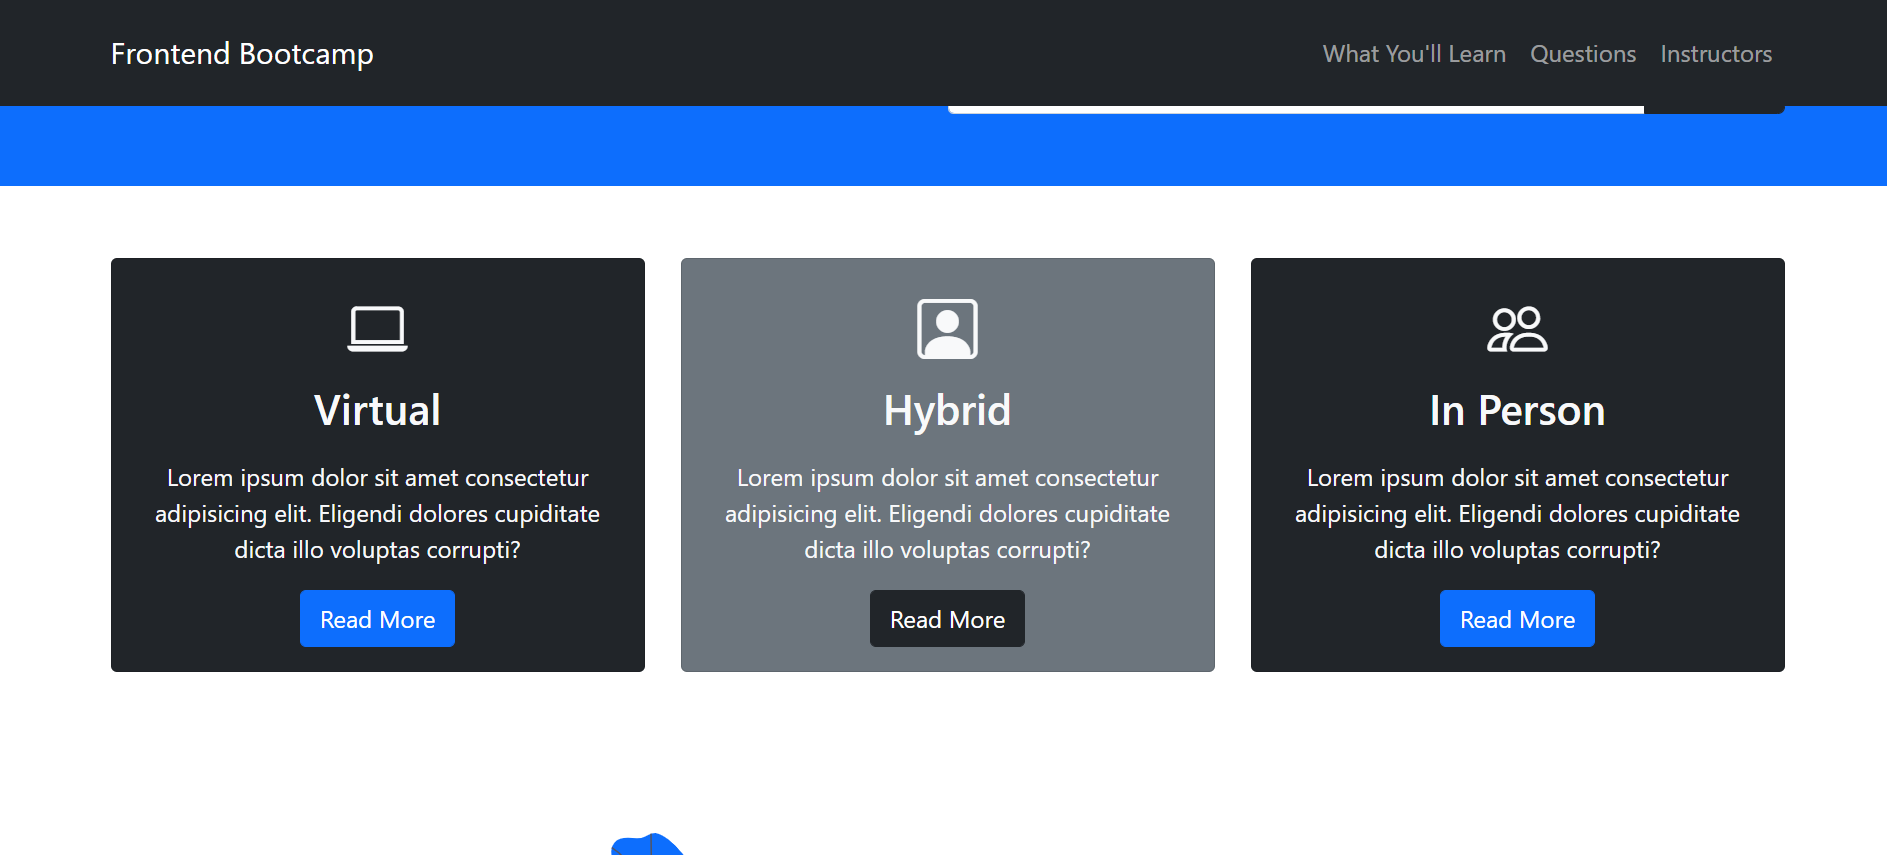 Frontend Bootcamp
What You'll Learn Questions Instructors
Virtual
Lorem ipsum dolor sit amet consectetur
adipisicing elit. Eligendi dolores cupiditate
dicta illo voluptas corrupti?
Read More
Hybrid
Lorem ipsum dolor sit amet consectetur
adipisicing elit. Eligendi dolores cupiditate
dicta illo voluptas corrupti?
Read More
In Person
Lorem ipsum dolor sit amet consectetur
adipisicing elit. Eligendi dolores cupiditate
dicta illo voluptas corrupti?
Read More